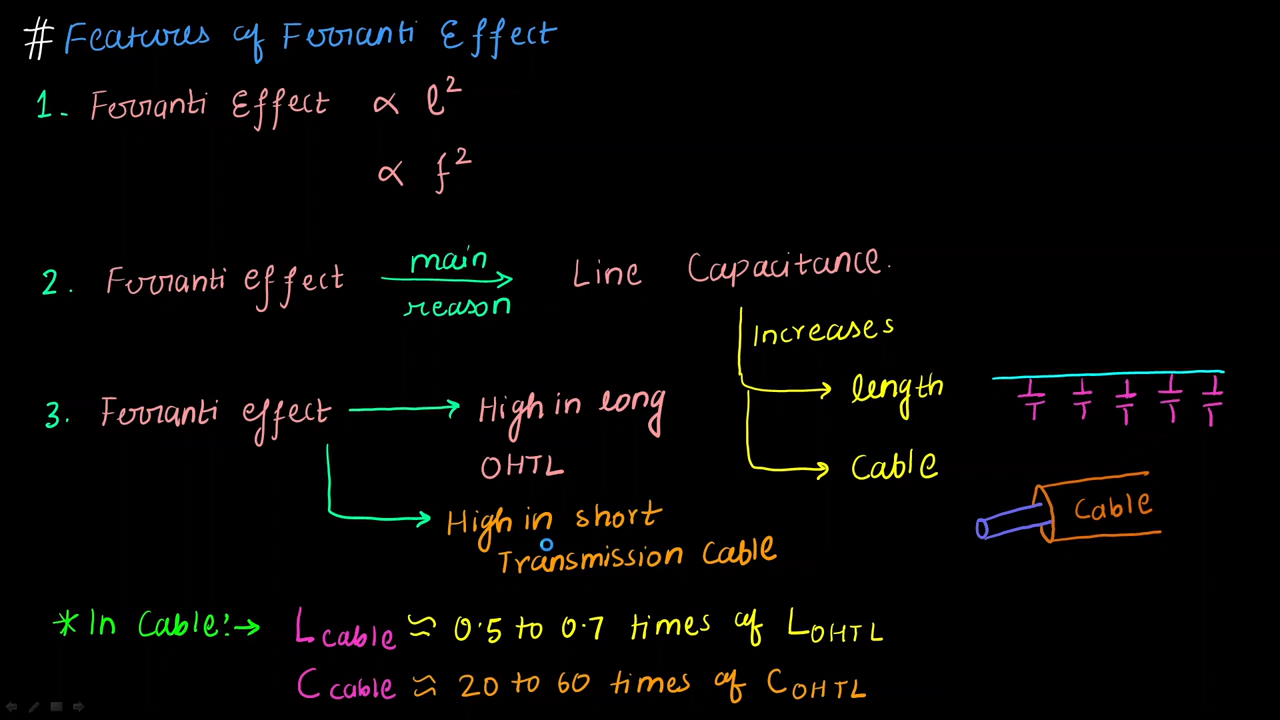 # Features of Ferranti Effect
1. Ferranti Effect ∝ l²
∝ f²
2. Ferranti effect main reason Line Capacitance.
Increases
length
Cable
3. Ferranti effect → High in long
OHTL
High in short
Transmission Cable
Cable
* In Cable:→ Lcable ≈ 0.5 to 0.7 times of LOHTL
Ccable ≈ 20 to 60 times of COHTL